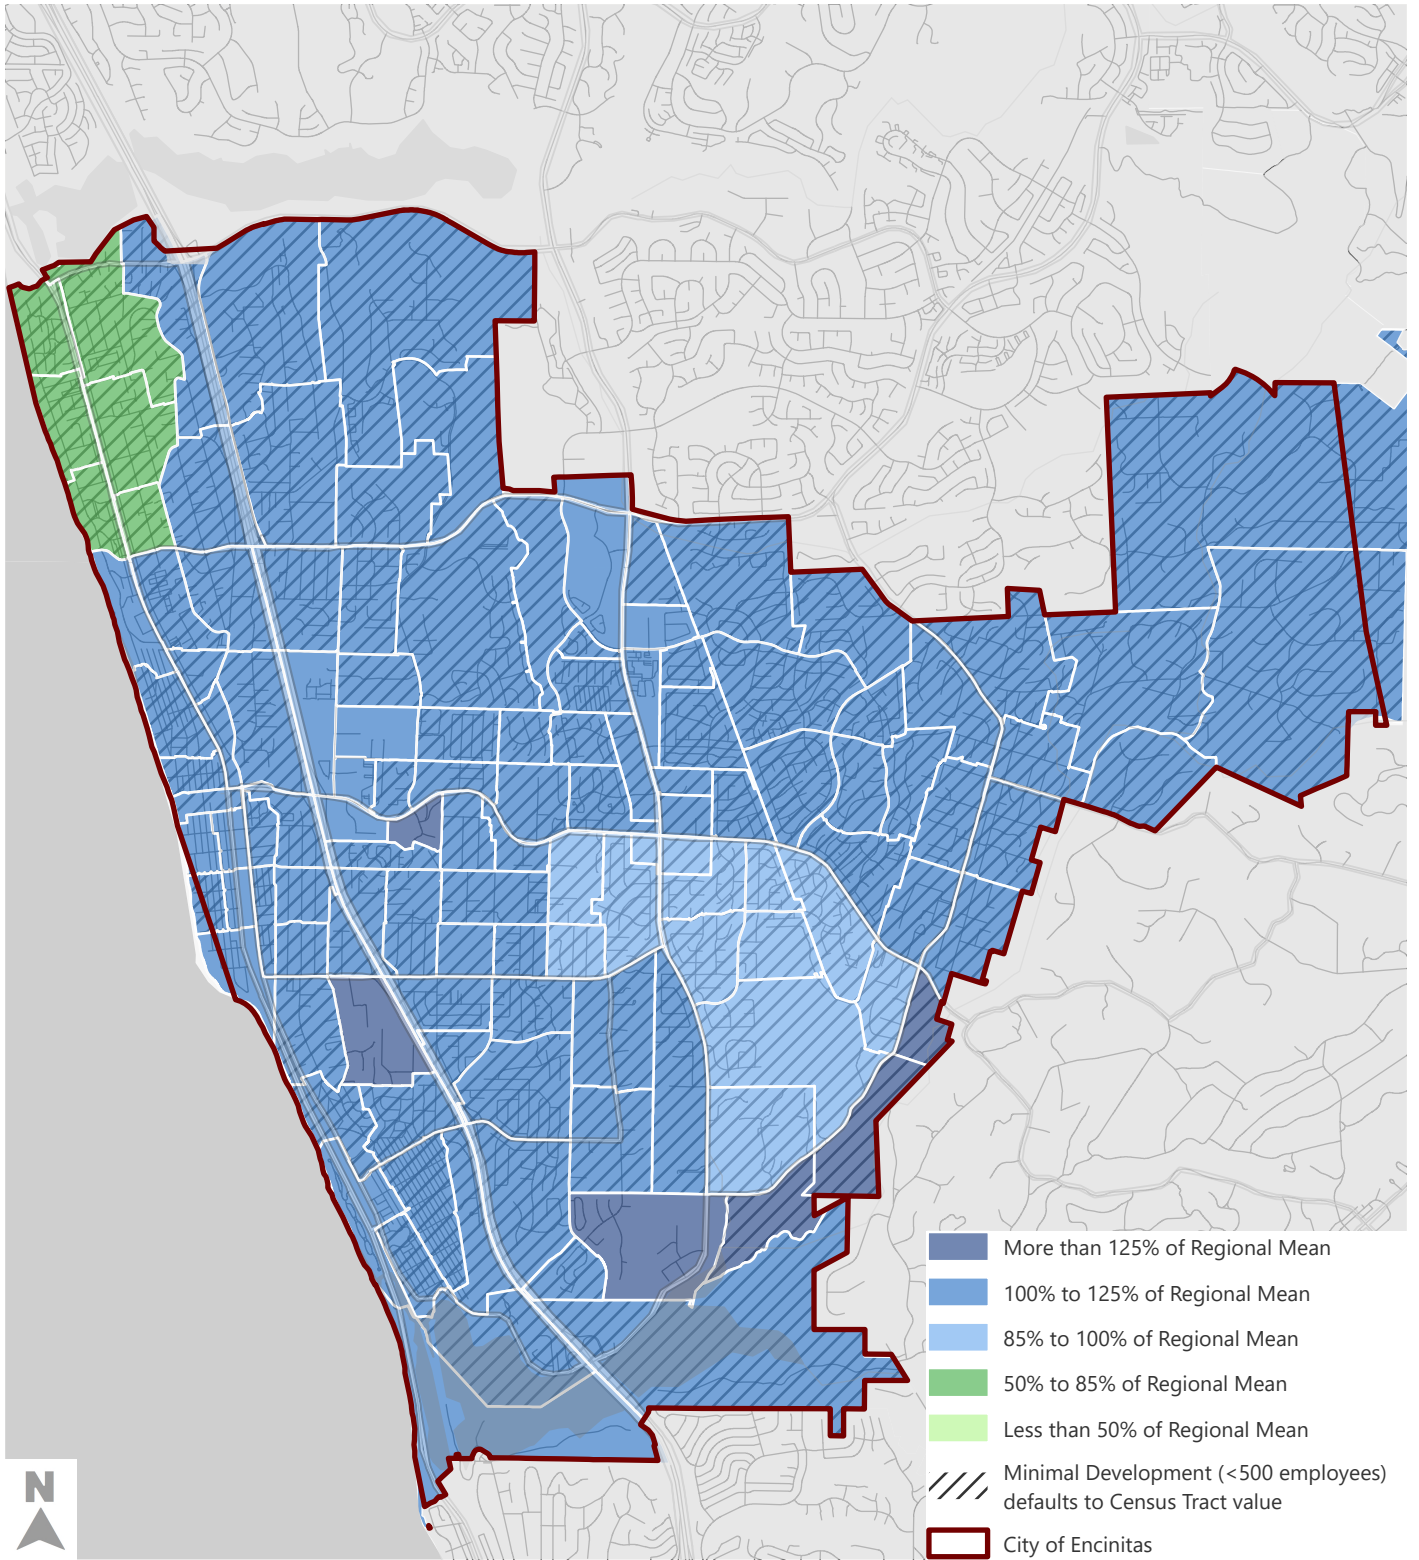 More than 125% of Regional Mean
100% to 125% of Regional Mean
85% to 100% of Regional Mean
50% to 85% of Regional Mean
Less than 50% of Regional Mean
Minimal Development (<500 employees)
defaults to Census Tract value
City of Encinitas
N